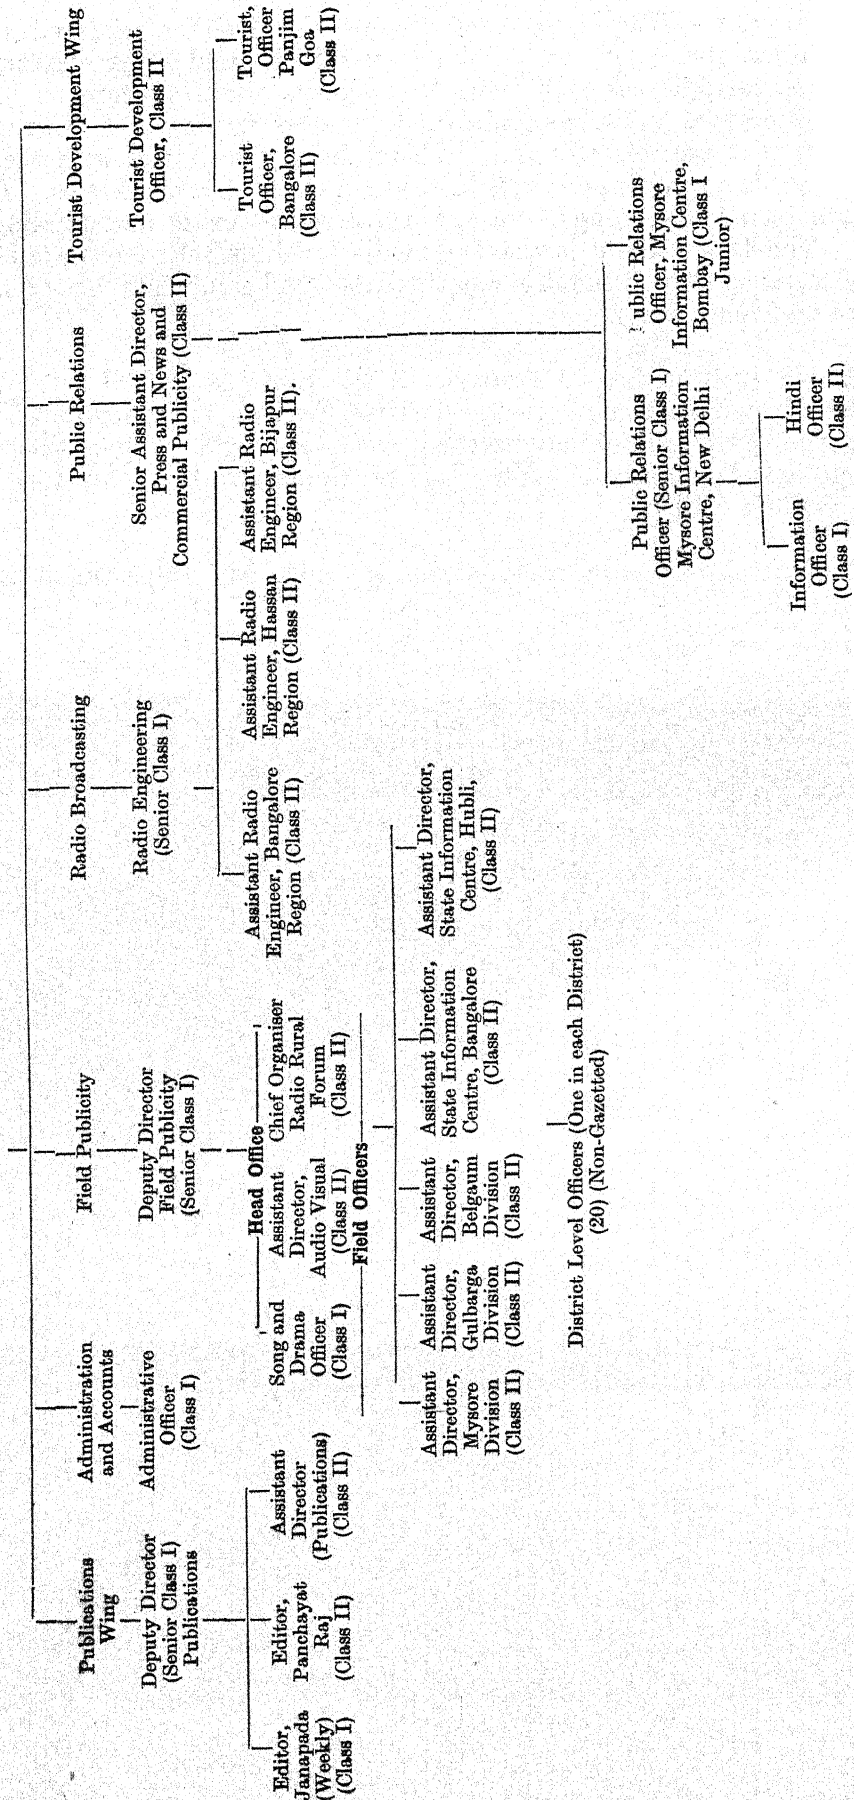 Publications
Wing
Deputy Director
(Senior Class I)
Publications
Editor,
Janapada
(Weekly)
(Class I)
Editor,
Panchayat
Raj
(Class II)
Assistant
Director
(Publications)
(Class II)
Administration
and Accounts
Administrative
Officer
(Class I)
Field Publicity
Deputy Director
Field Publicity
(Senior Class I)
Head Office
Song and
Drama
Officer
(Class I)
Assistant
Director,
Audio Visual
(Class II)
Chief Organiser
Radio Rural
Forum
(Class II)
Field Officers
Assistant
Director,
Mysore
Division
(Class II)
Assistant
Director,
Gulbarga
Division
(Class II)
Assistant
Director,
Belgaum
Division
(Class II)
Assistant Director,
State Information
Centre, Bangalore
(Class II)
Assistant Director,
State Information
Centre, Hubli,
(Class II)
District Level Officers (One in each District)
(20) (Non-Gazetted)
Radio Broadcasting
Radio Engineering
(Senior Class I)
Assistant Radio
Engineer, Bangalore
Region (Class II)
Assistant Radio
Engineer, Hassan
Region (Class II)
Assistant Radio
Engineer, Bijapur
Region (Class II).
Public Relations
Senior Assistant Director,
Press and News and
Commercial Publicity (Class II)
Public Relations
Officer (Senior Class I)
Mysore Information
Centre, New Delhi
Information
Officer
(Class I)
Hindi
Officer
(Class II)
ublic Relations
Officer, Mysore
Information Centre,
Bombay (Class I
Junior)
Tourist Development Wing
Tourist Development
Officer, Class II
Tourist
Officer,
Bangalore
(Class II)
Tourist,
Officer
Panjim
Goa
(Class II)